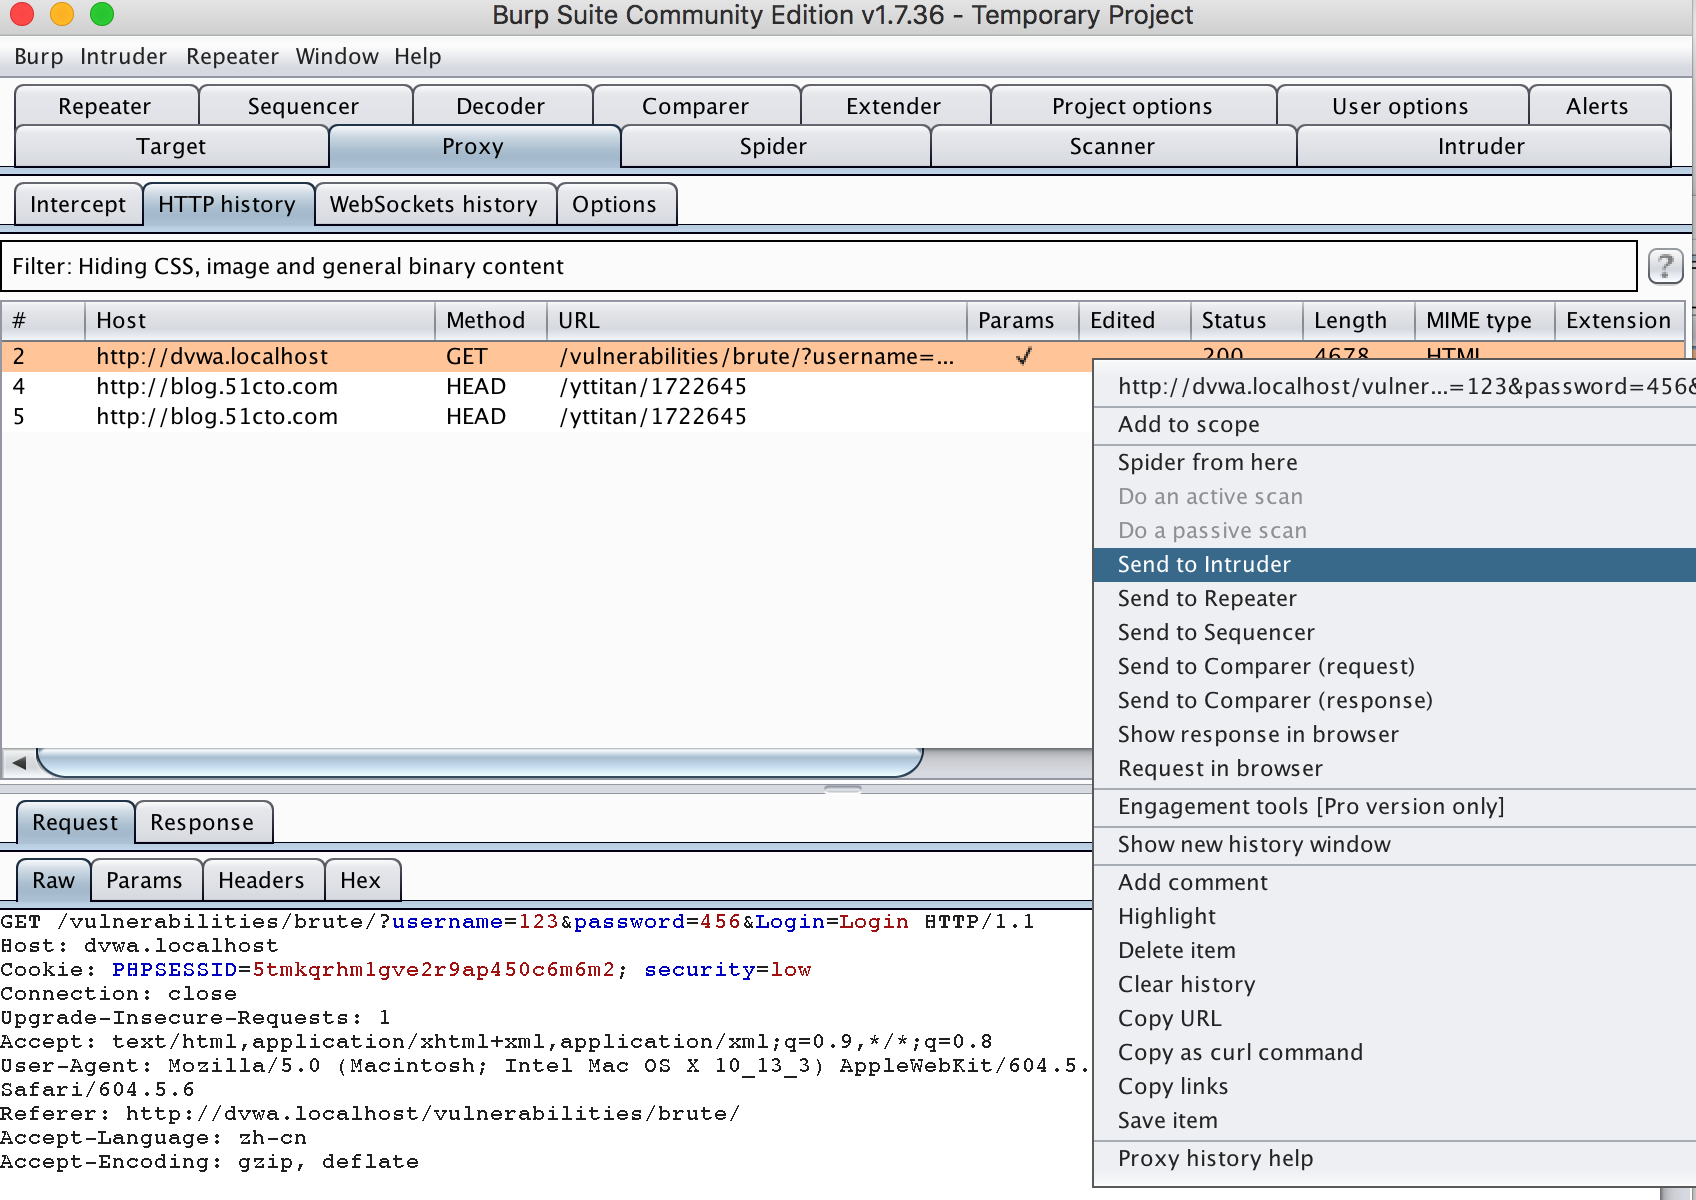 Burp Suite Community Edition v1.7.36 - Temporary Project
Burp Intruder Repeater Window Help
Repeater Sequencer Decoder Comparer Extender Project options User options Alerts
Target Proxy Spider Scanner Intruder
Intercept HTTP history WebSockets history Options
Filter: Hiding CSS, image and general binary content
?
# Host Method URL Params Edited Status Length MIME type Extension
2 http://dvwa.localhost GET /vulnerabilities/brute/?username=... ✓ 200 4678 HTML
4 http://blog.51cto.com HEAD /yttitan/1722645
5 http://blog.51cto.com HEAD /yttitan/1722645
http://dvwa.localhost/vulner...=123&password=456&
Add to scope
Spider from here
Do an active scan
Do a passive scan
Send to Intruder
Send to Repeater
Send to Sequencer
Send to Comparer (request)
Send to Comparer (response)
Show response in browser
Request in browser
Engagement tools [Pro version only]
Show new history window
Add comment
Highlight
Delete item
Clear history
Copy URL
Copy as curl command
Copy links
Save item
Proxy history help
Request Response
Raw Params Headers Hex
GET /vulnerabilities/brute/?username=123&password=456&Login=Login HTTP/1.1
Host: dvwa.localhost
Cookie: PHPSESSID=5tmkqrhm1gve2r9ap450c6m6m2; security=low
Connection: close
Upgrade-Insecure-Requests: 1
Accept: text/html,application/xhtml+xml,application/xml;q=0.9,*/*;q=0.8
User-Agent: Mozilla/5.0 (Macintosh; Intel Mac OS X 10_13_3) AppleWebKit/604.5.
Safari/604.5.6
Referer: http://dvwa.localhost/vulnerabilities/brute/
Accept-Language: zh-cn
Accept-Encoding: gzip, deflate